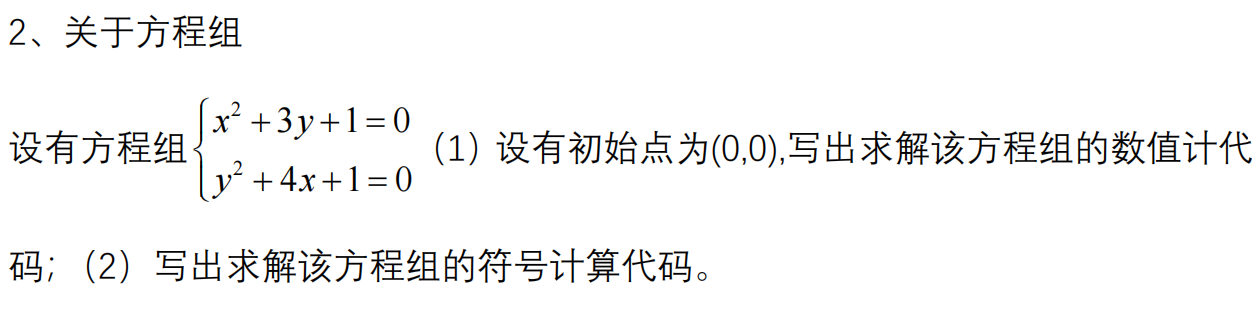 2、关于方程组
设有方程组{x² +3y+1=0 y² +4x+1=0 (1) 设有初始点为(0,0),写出求解该方程组的数值计代
码; (2) 写出求解该方程组的符号计算代码。